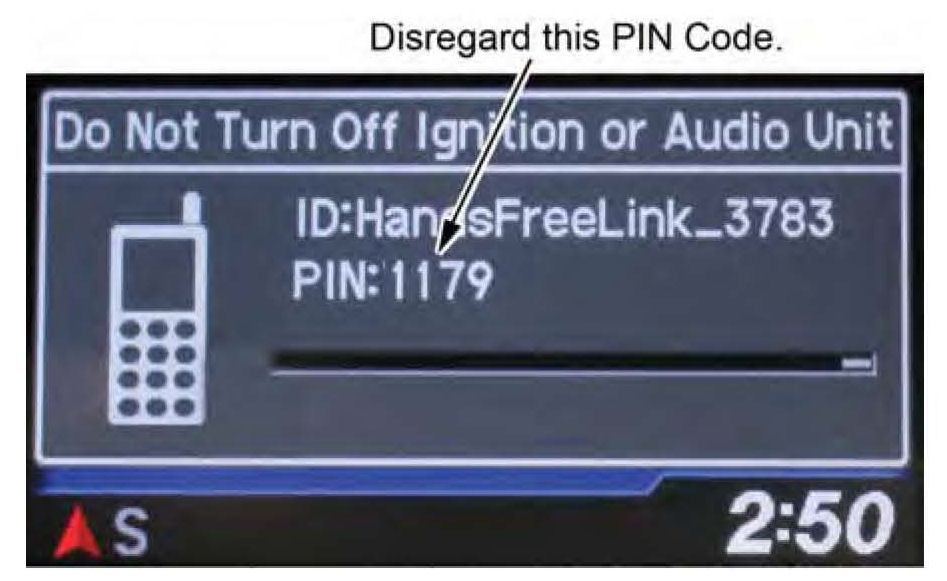 Disregard this PIN Code.
Do Not Turn Off Ignition or Audio Unit
ID:HandsFreeLink_3783
PIN:1179
S
2:50